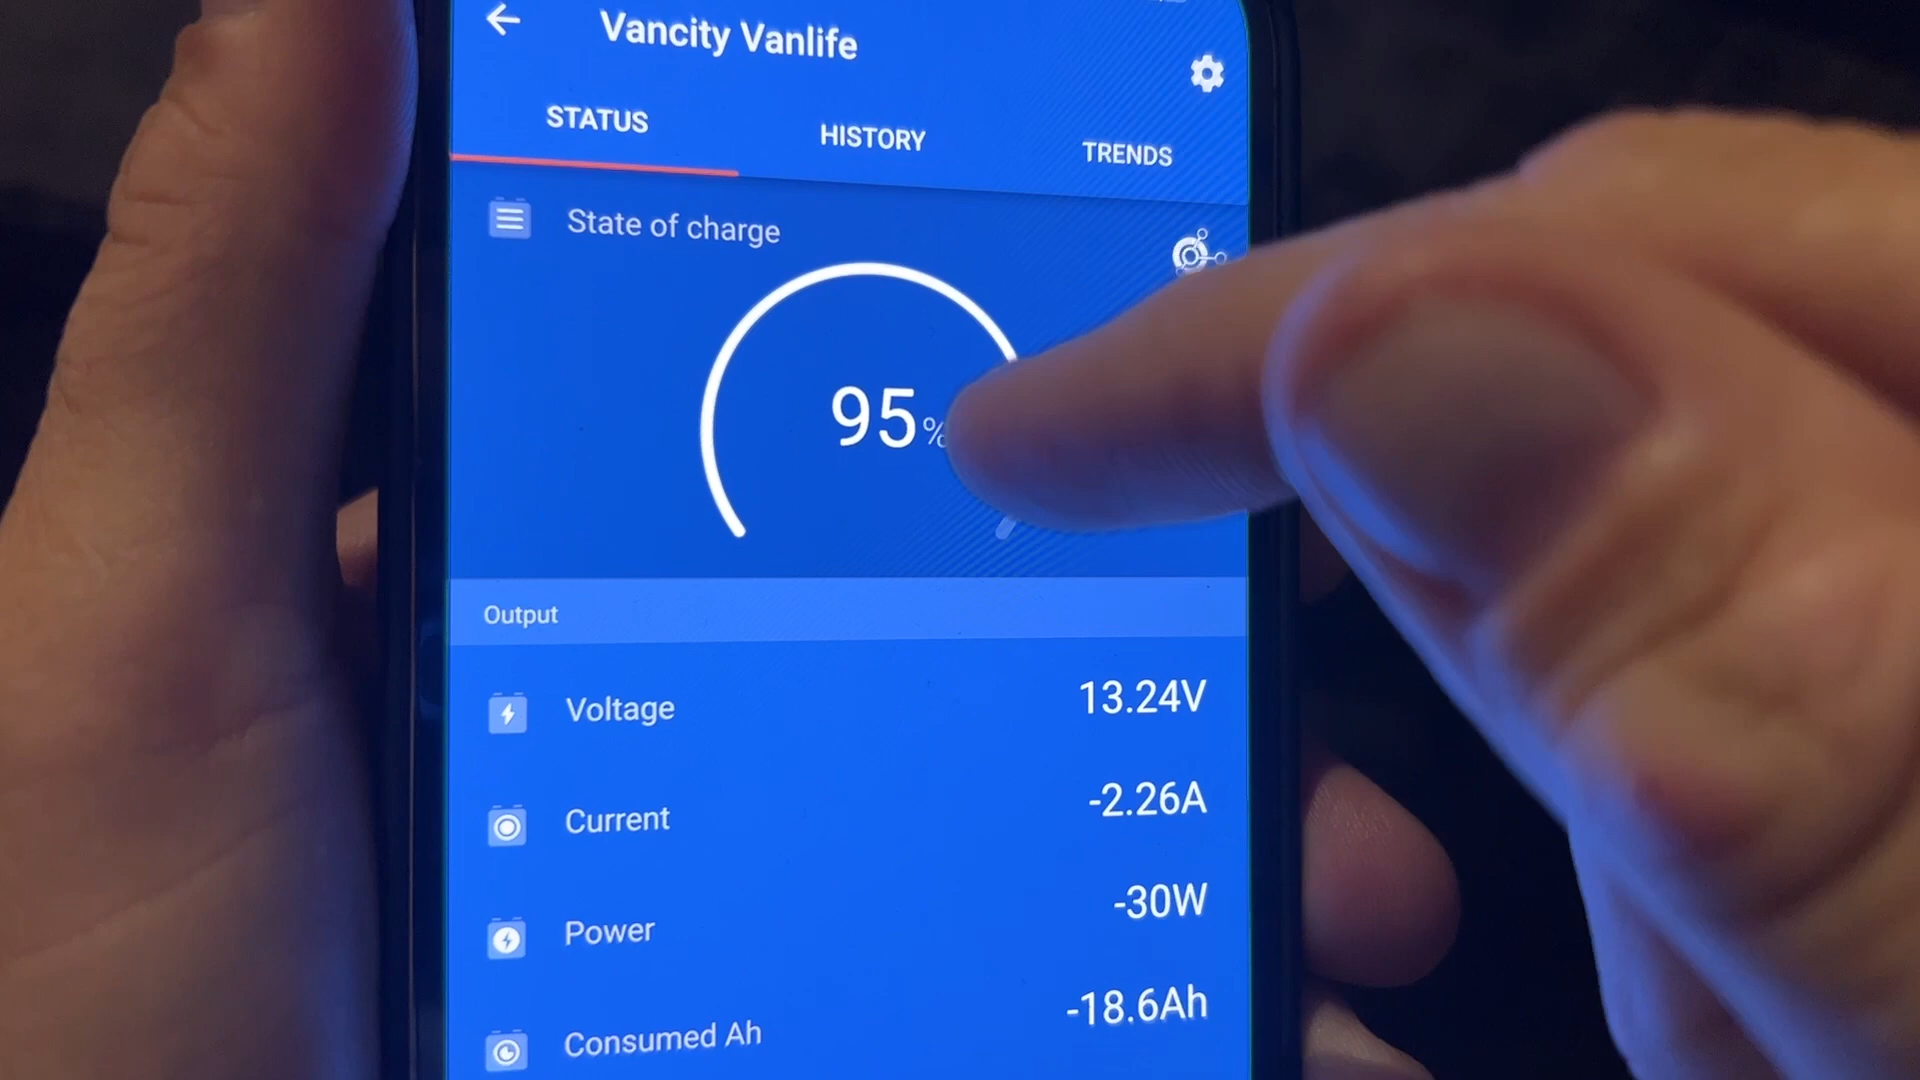 Vancity Vanlife
STATUS
HISTORY
TRENDS
State of charge
95%
Output
Voltage
13.24V
Current
-2.26A
Power
-30W
Consumed Ah
-18.6Ah